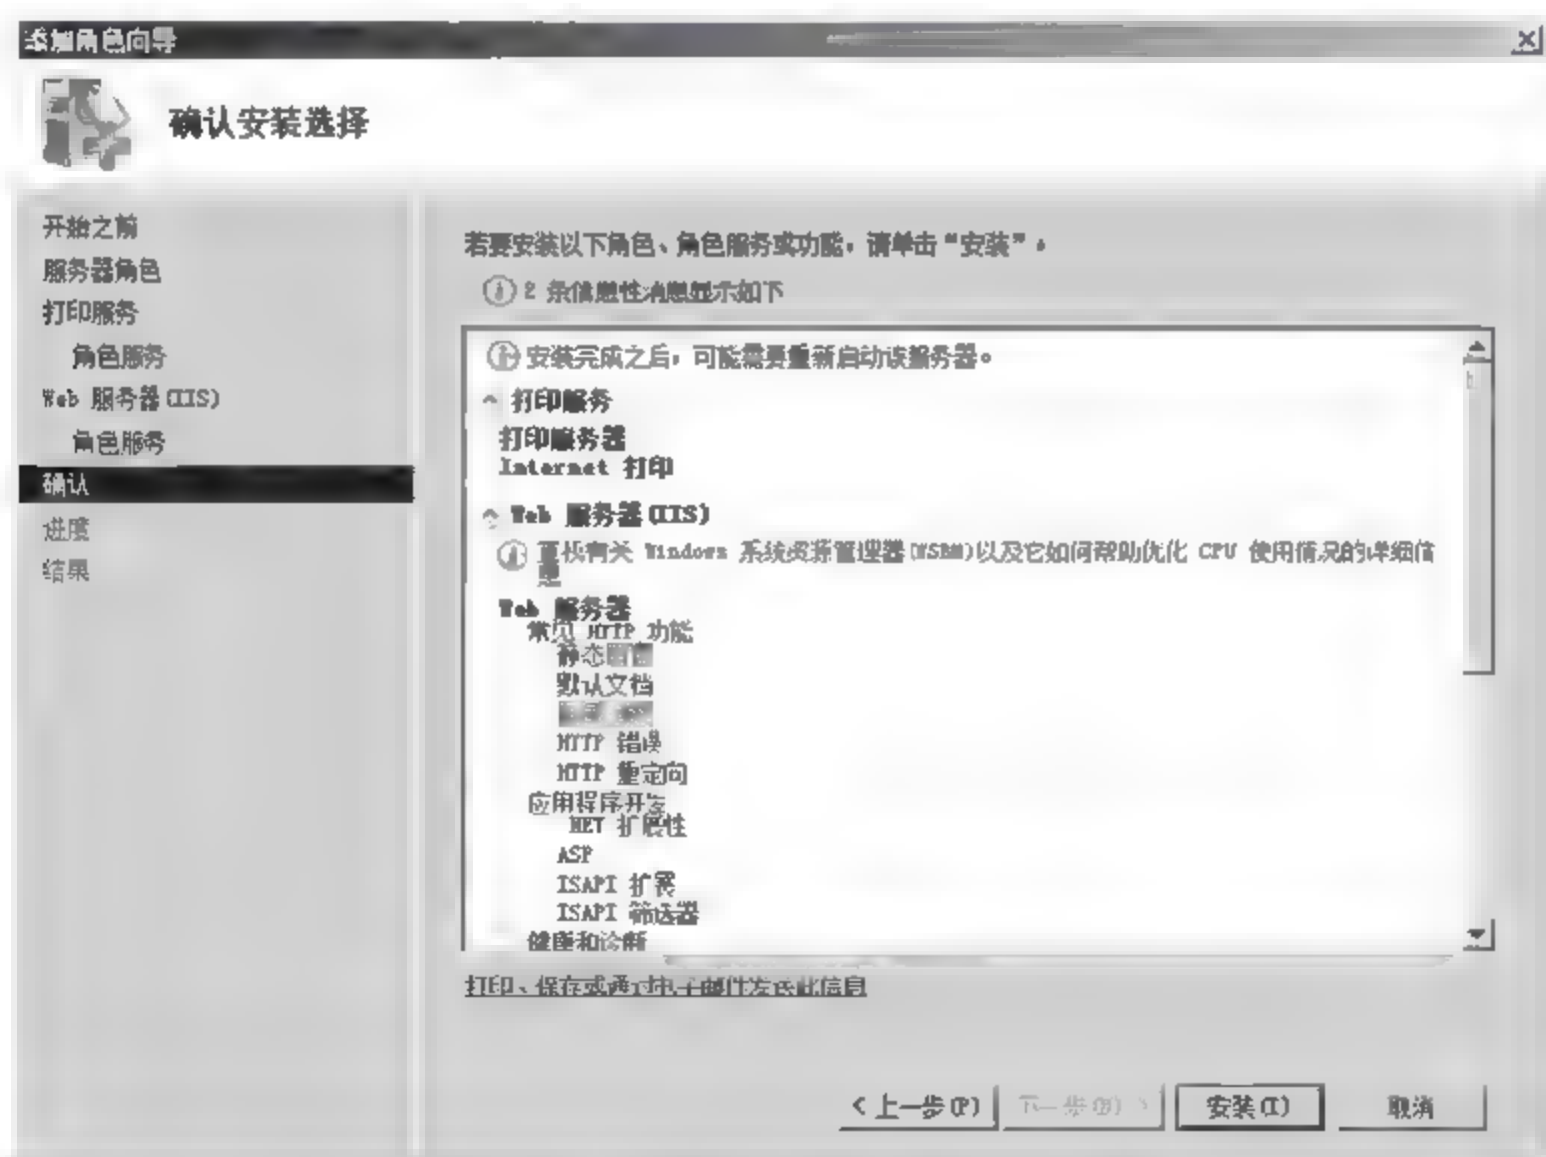 添加角色向导
确认安装选择
开始之前
服务器角色
打印服务
角色服务
Web 服务器(IIS)
角色服务
确认
进度
结果
若要安装以下角色、角色服务或功能，请单击“安装”。
2 条信息性消息显示如下
安装完成之后，可能需要重新启动该服务器。
打印服务
打印服务器
Internet 打印
Web 服务器(IIS)
查找有关 Windows 系统资源管理器(WSRM)以及它如何帮助优化 CPU 使用情况的详细信
息
Web 服务器
常见 HTTP 功能
静态
默认文档
HTTP 错误
HTTP 重定向
应用程序开发
.NET 扩展性
ASP
ISAPI 扩展
ISAPI 筛选器
健康和诊断
打印、保存或通过电子邮件发送此信息
< 上一步(P)
下一步(N) >
安装(I)
取消